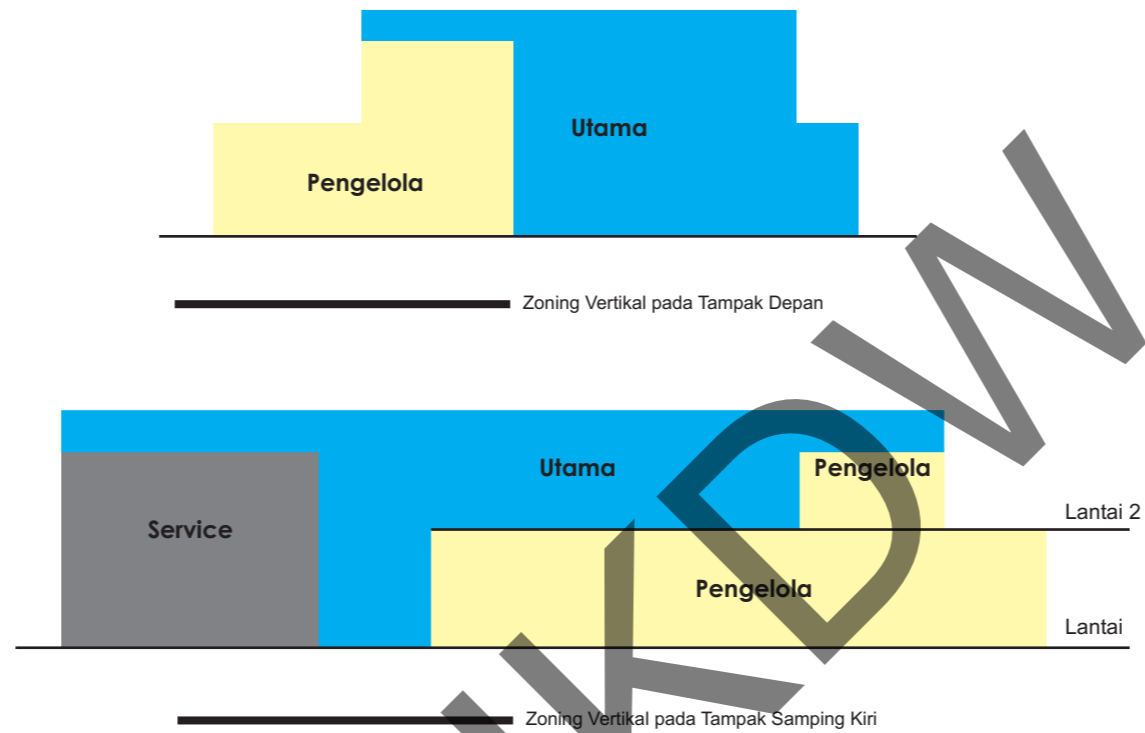 Utama
Pengelola
Zoning Vertikal pada Tampak Depan
Utama
Pengelola
Service
Lantai 2
Pengelola
Lantai
Zoning Vertikal pada Tampak Samping Kiri
KDW